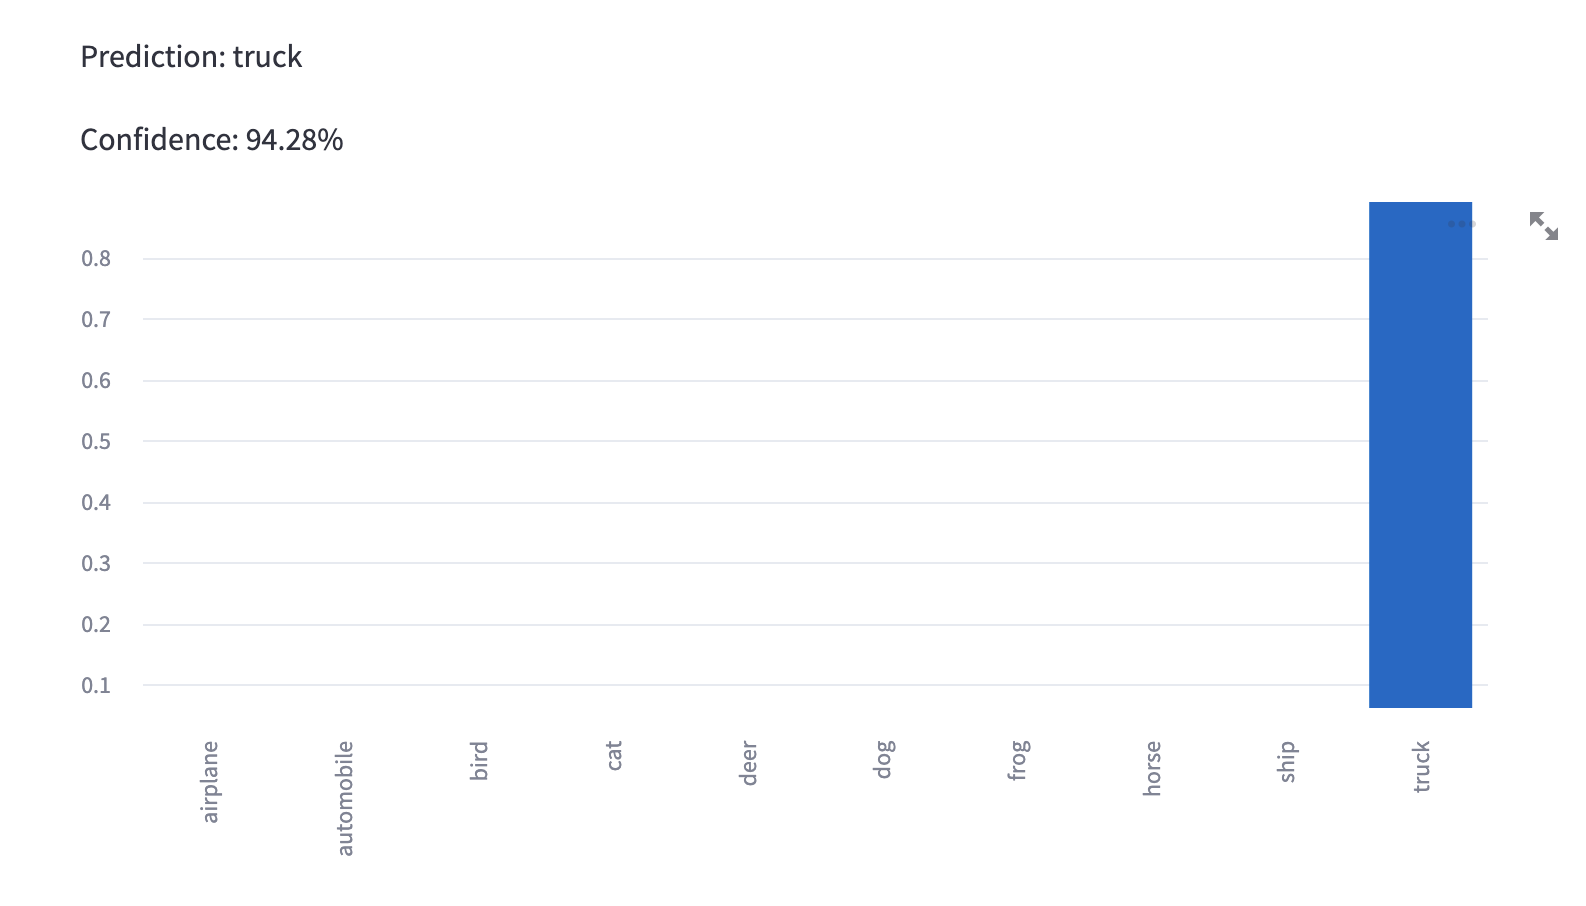 Prediction: truck
Confidence: 94.28%
0.8
0.7
0.6
0.5
0.4
0.3
0.2
0.1
airplane
automobile
bird
cat
deer
dog
frog
horse
ship
truck